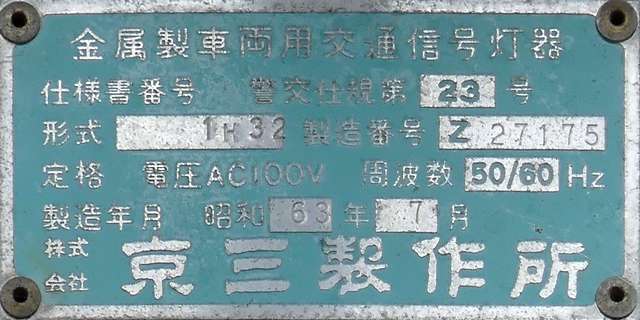 金属製車両用交通信号灯器
仕様書番号 警交仕規第 23 号
形式 1H32 製造番号 Z 27175
定格 電圧AC100V 周波数 50/60 Hz
製造年月 昭和 63 年 7 月
株式会社 京三製作所